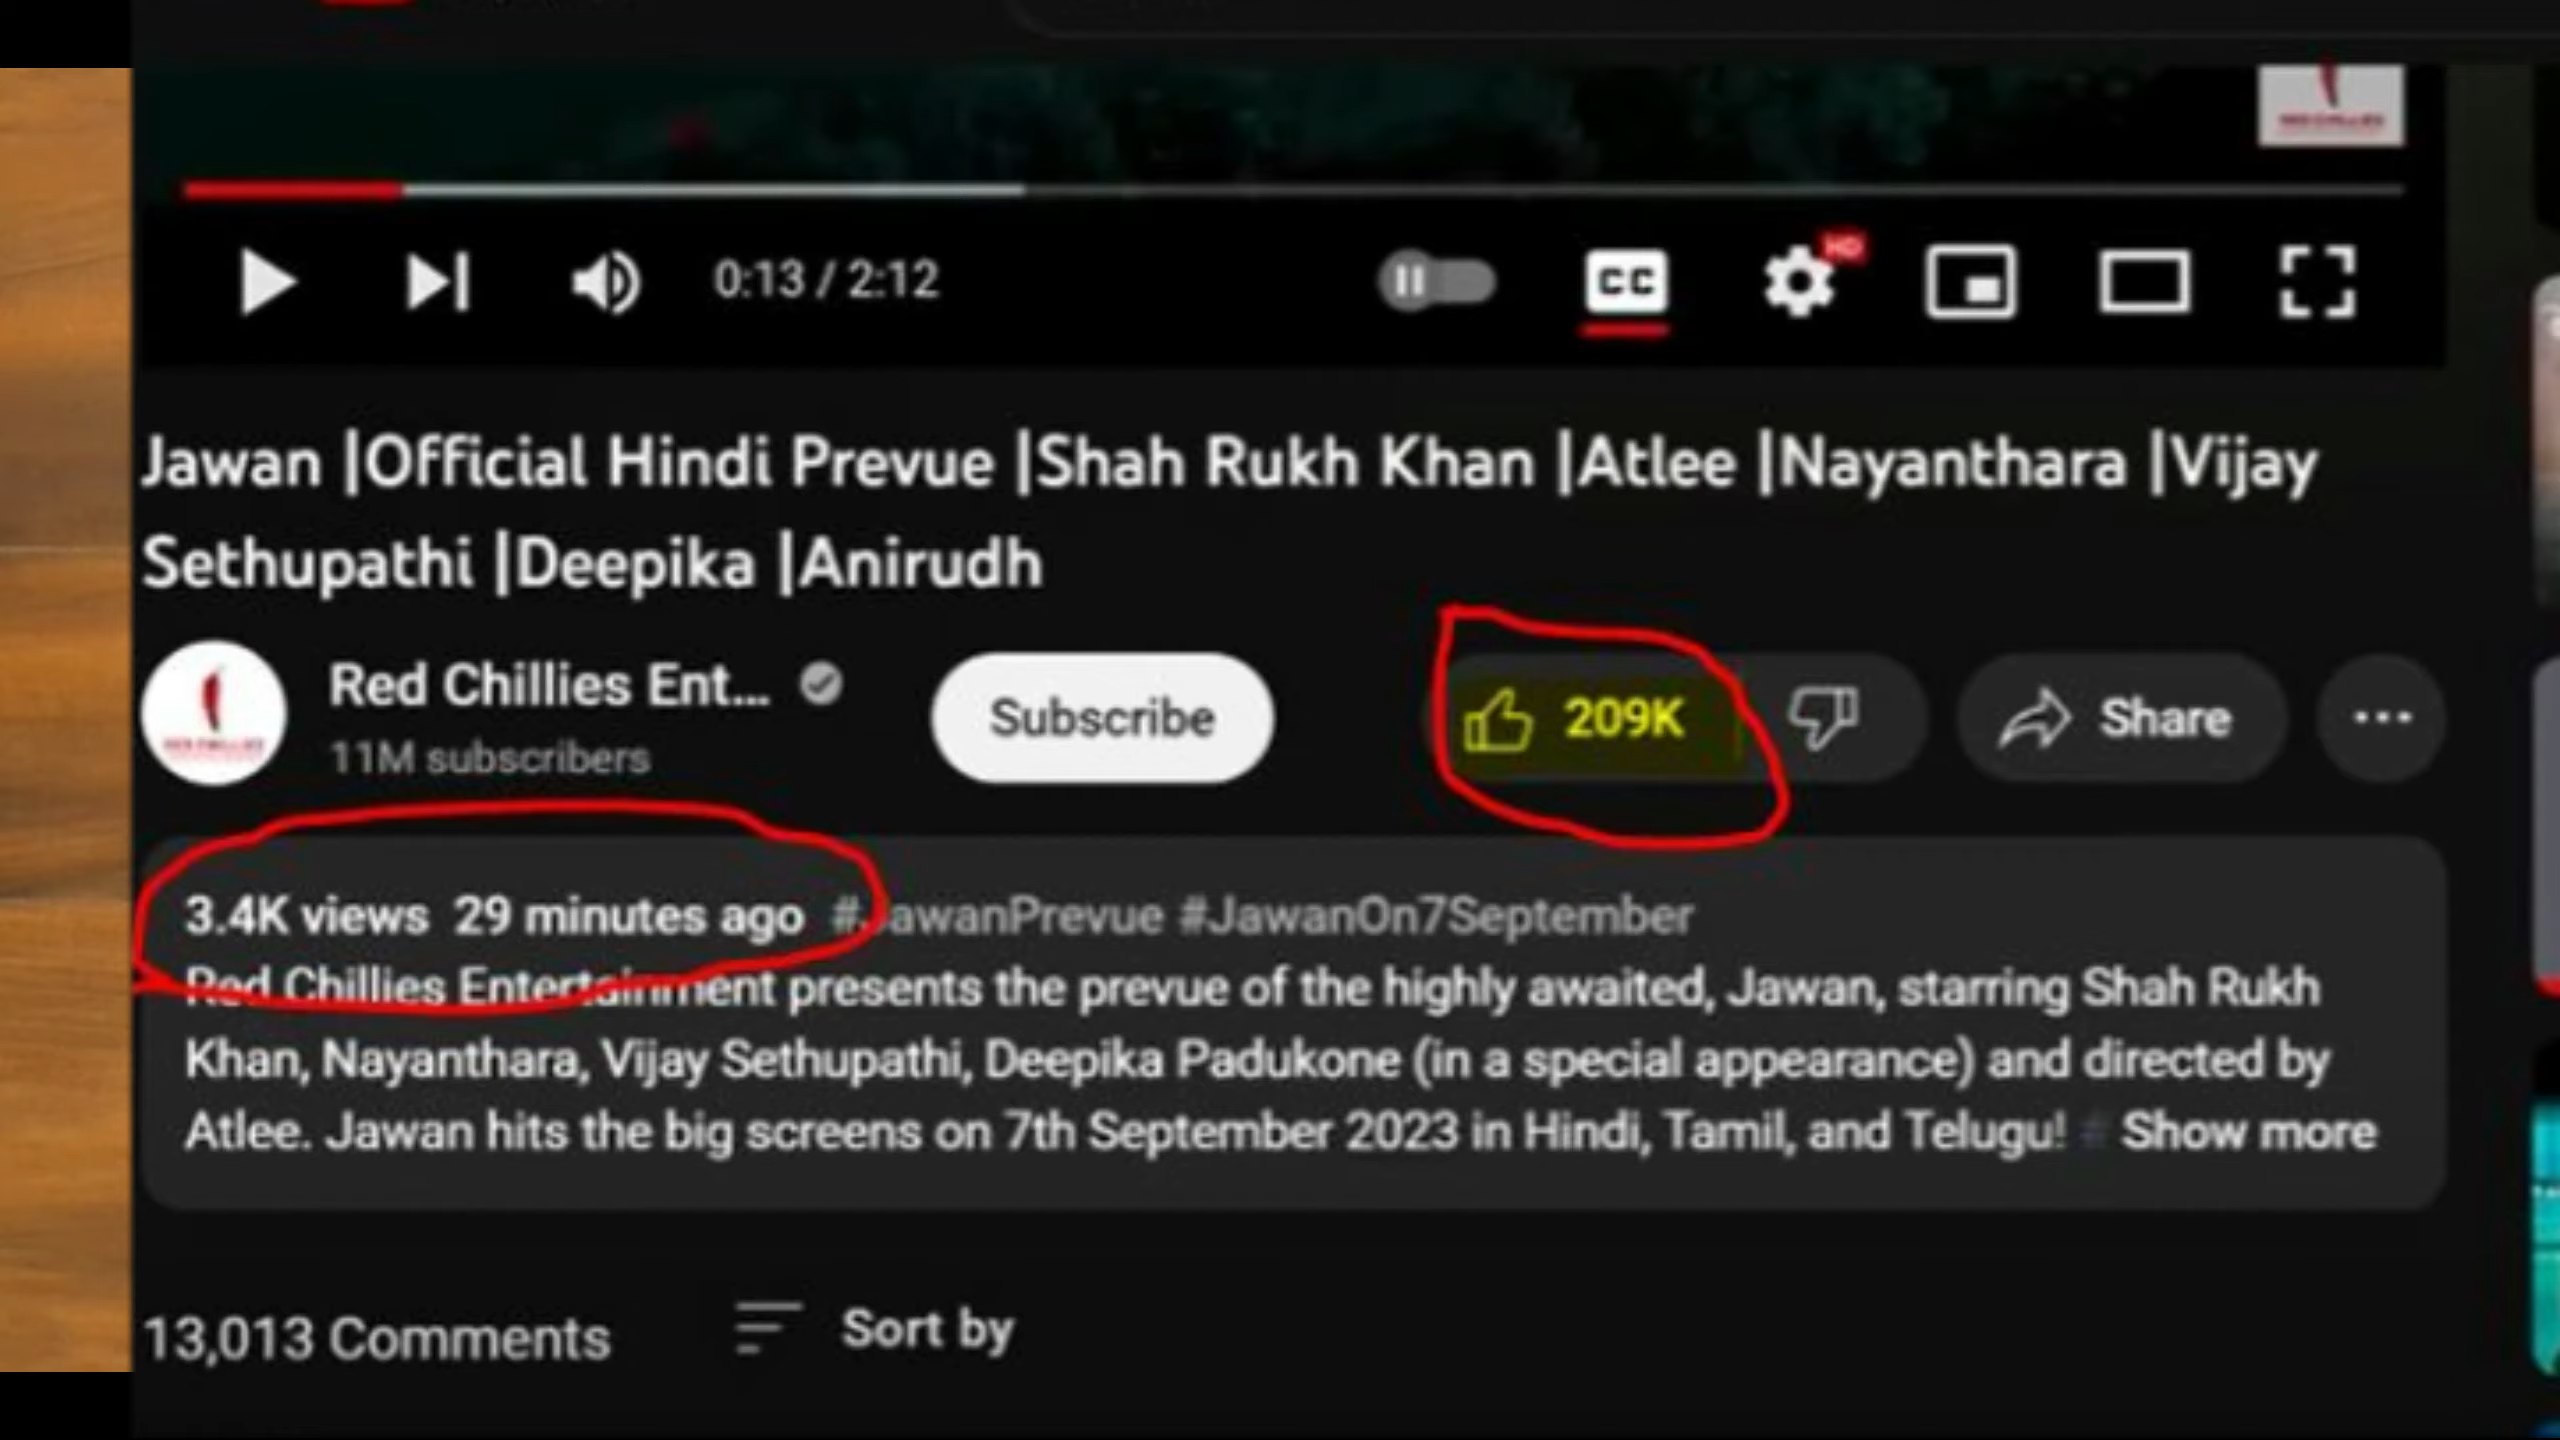 HD
0:13 / 2:12
CC
Jawan |Official Hindi Prevue |Shah Rukh Khan |Atlee |Nayanthara |Vijay
Sethupathi |Deepika |Anirudh
Red Chillies Ent...
11M subscribers
Subscribe
209K
Share
3.4K views 29 minutes ago #JawanPrevue #JawanOn7September
Red Chillies Entertainment presents the prevue of the highly awaited, Jawan, starring Shah Rukh
Khan, Nayanthara, Vijay Sethupathi, Deepika Padukone (in a special appearance) and directed by
Atlee. Jawan hits the big screens on 7th September 2023 in Hindi, Tamil, and Telugu! # Show more
13,013 Comments
Sort by